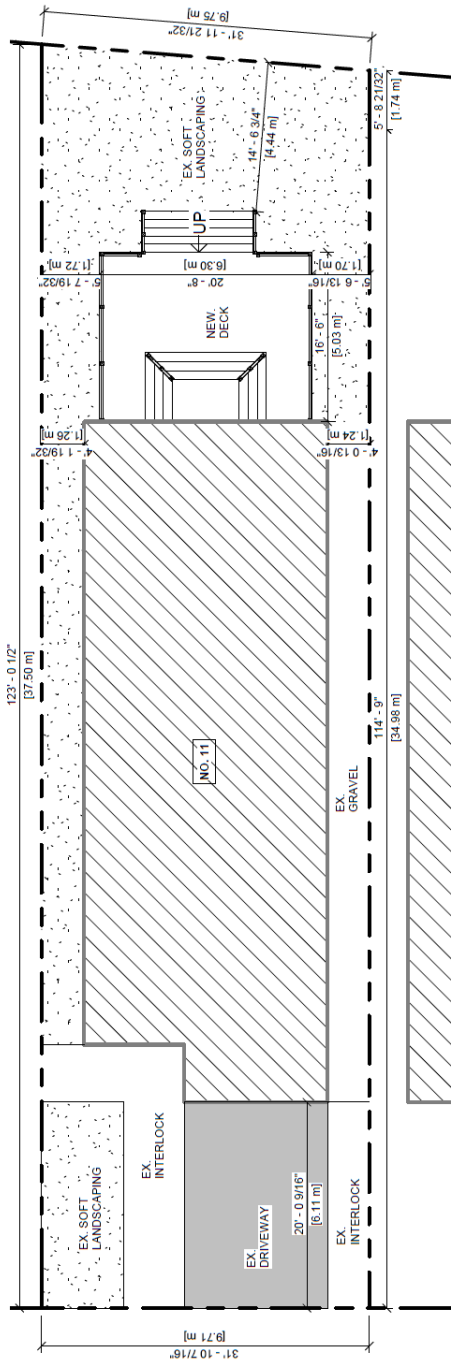 31' - 11 21/32"
[9.75 m]
123' - 0 1/2"
[37.50 m]
5' - 8 21/32"
[1.74 m]
EX. SOFT
LANDSCAPING
14' - 6 3/4"
[4.44 m]
UP
5' - 7 19/32"
[1.72 m]
20' - 8"
[6.30 m]
5' - 6 13/16"
[1.70 m]
NEW.
DECK
16' - 6"
[5.03 m]
4' - 1 19/32"
[1.26 m]
4' - 0 13/16"
[1.24 m]
NO. 11
EX.
GRAVEL
114' - 9"
[34.98 m]
EX. SOFT
LANDSCAPING
EX.
INTERLOCK
EX.
DRIVEWAY
20' - 0 9/16"
[6.11 m]
EX.
INTERLOCK
31' - 10 7/16"
[9.71 m]